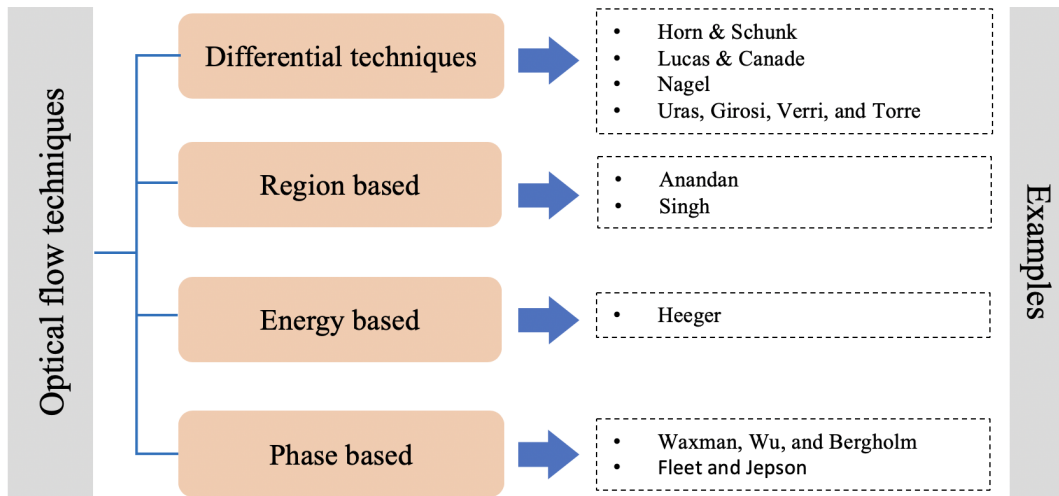 Optical flow techniques
Differential techniques
• Horn & Schunk
• Lucas & Canade
• Nagel
• Uras, Girosi, Verri, and Torre
Region based
• Anandan
• Singh
Energy based
• Heeger
Phase based
• Waxman, Wu, and Bergholm
• Fleet and Jepson
Examples